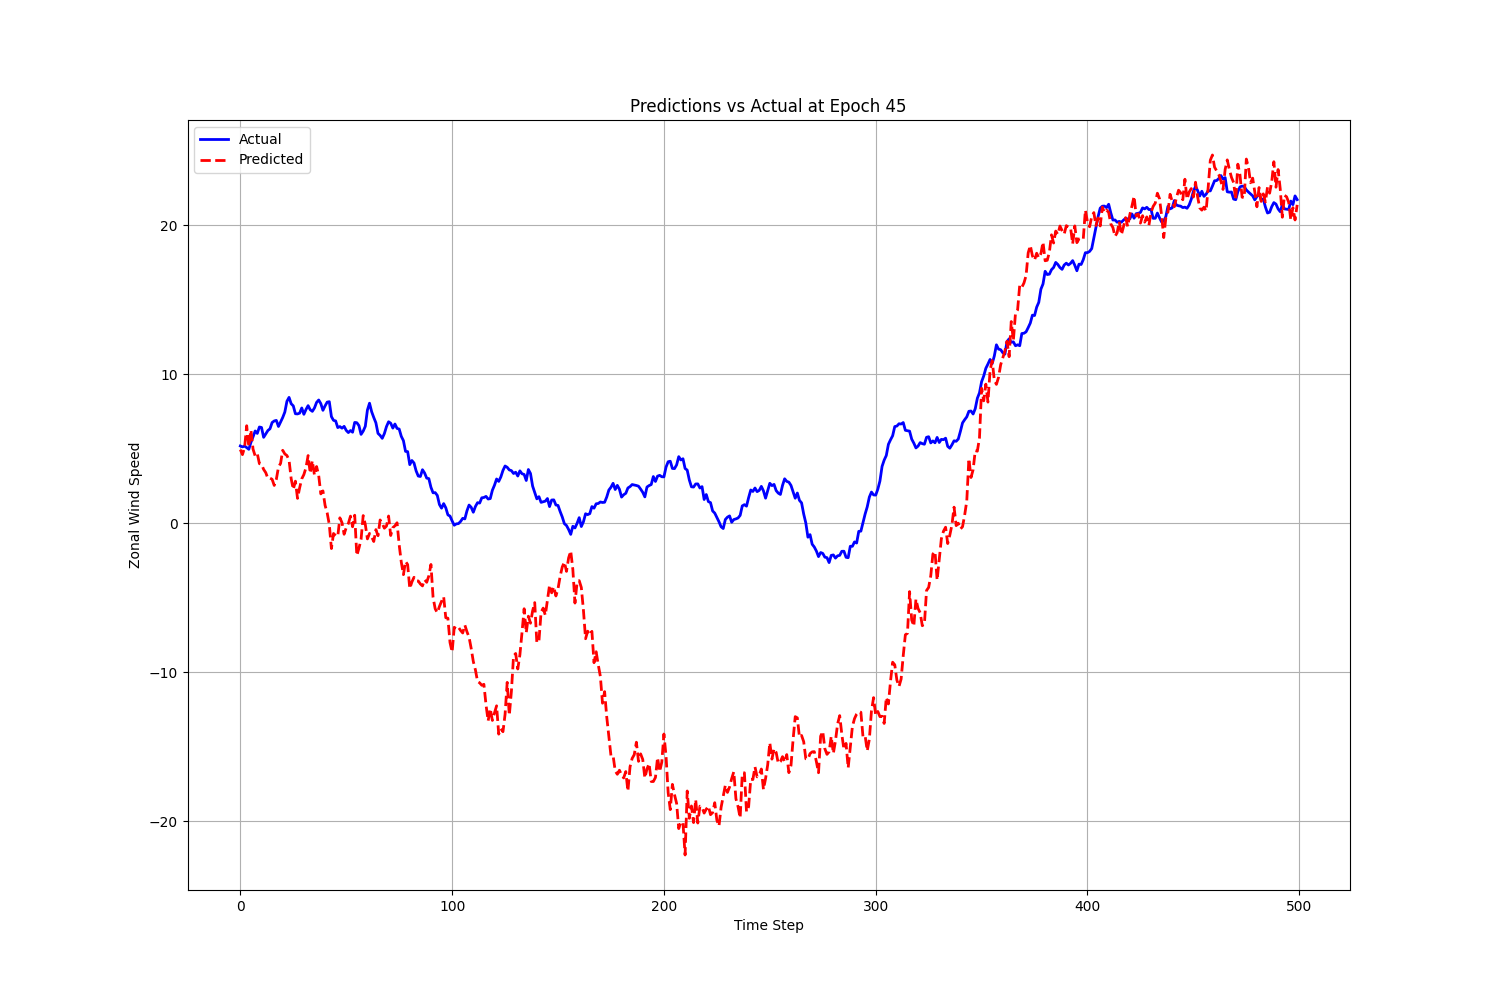 Predictions vs Actual at Epoch 45
Actual
Predicted
Zonal Wind Speed
20
10
0
−10
−20
0 100 200 300 400 500
Time Step